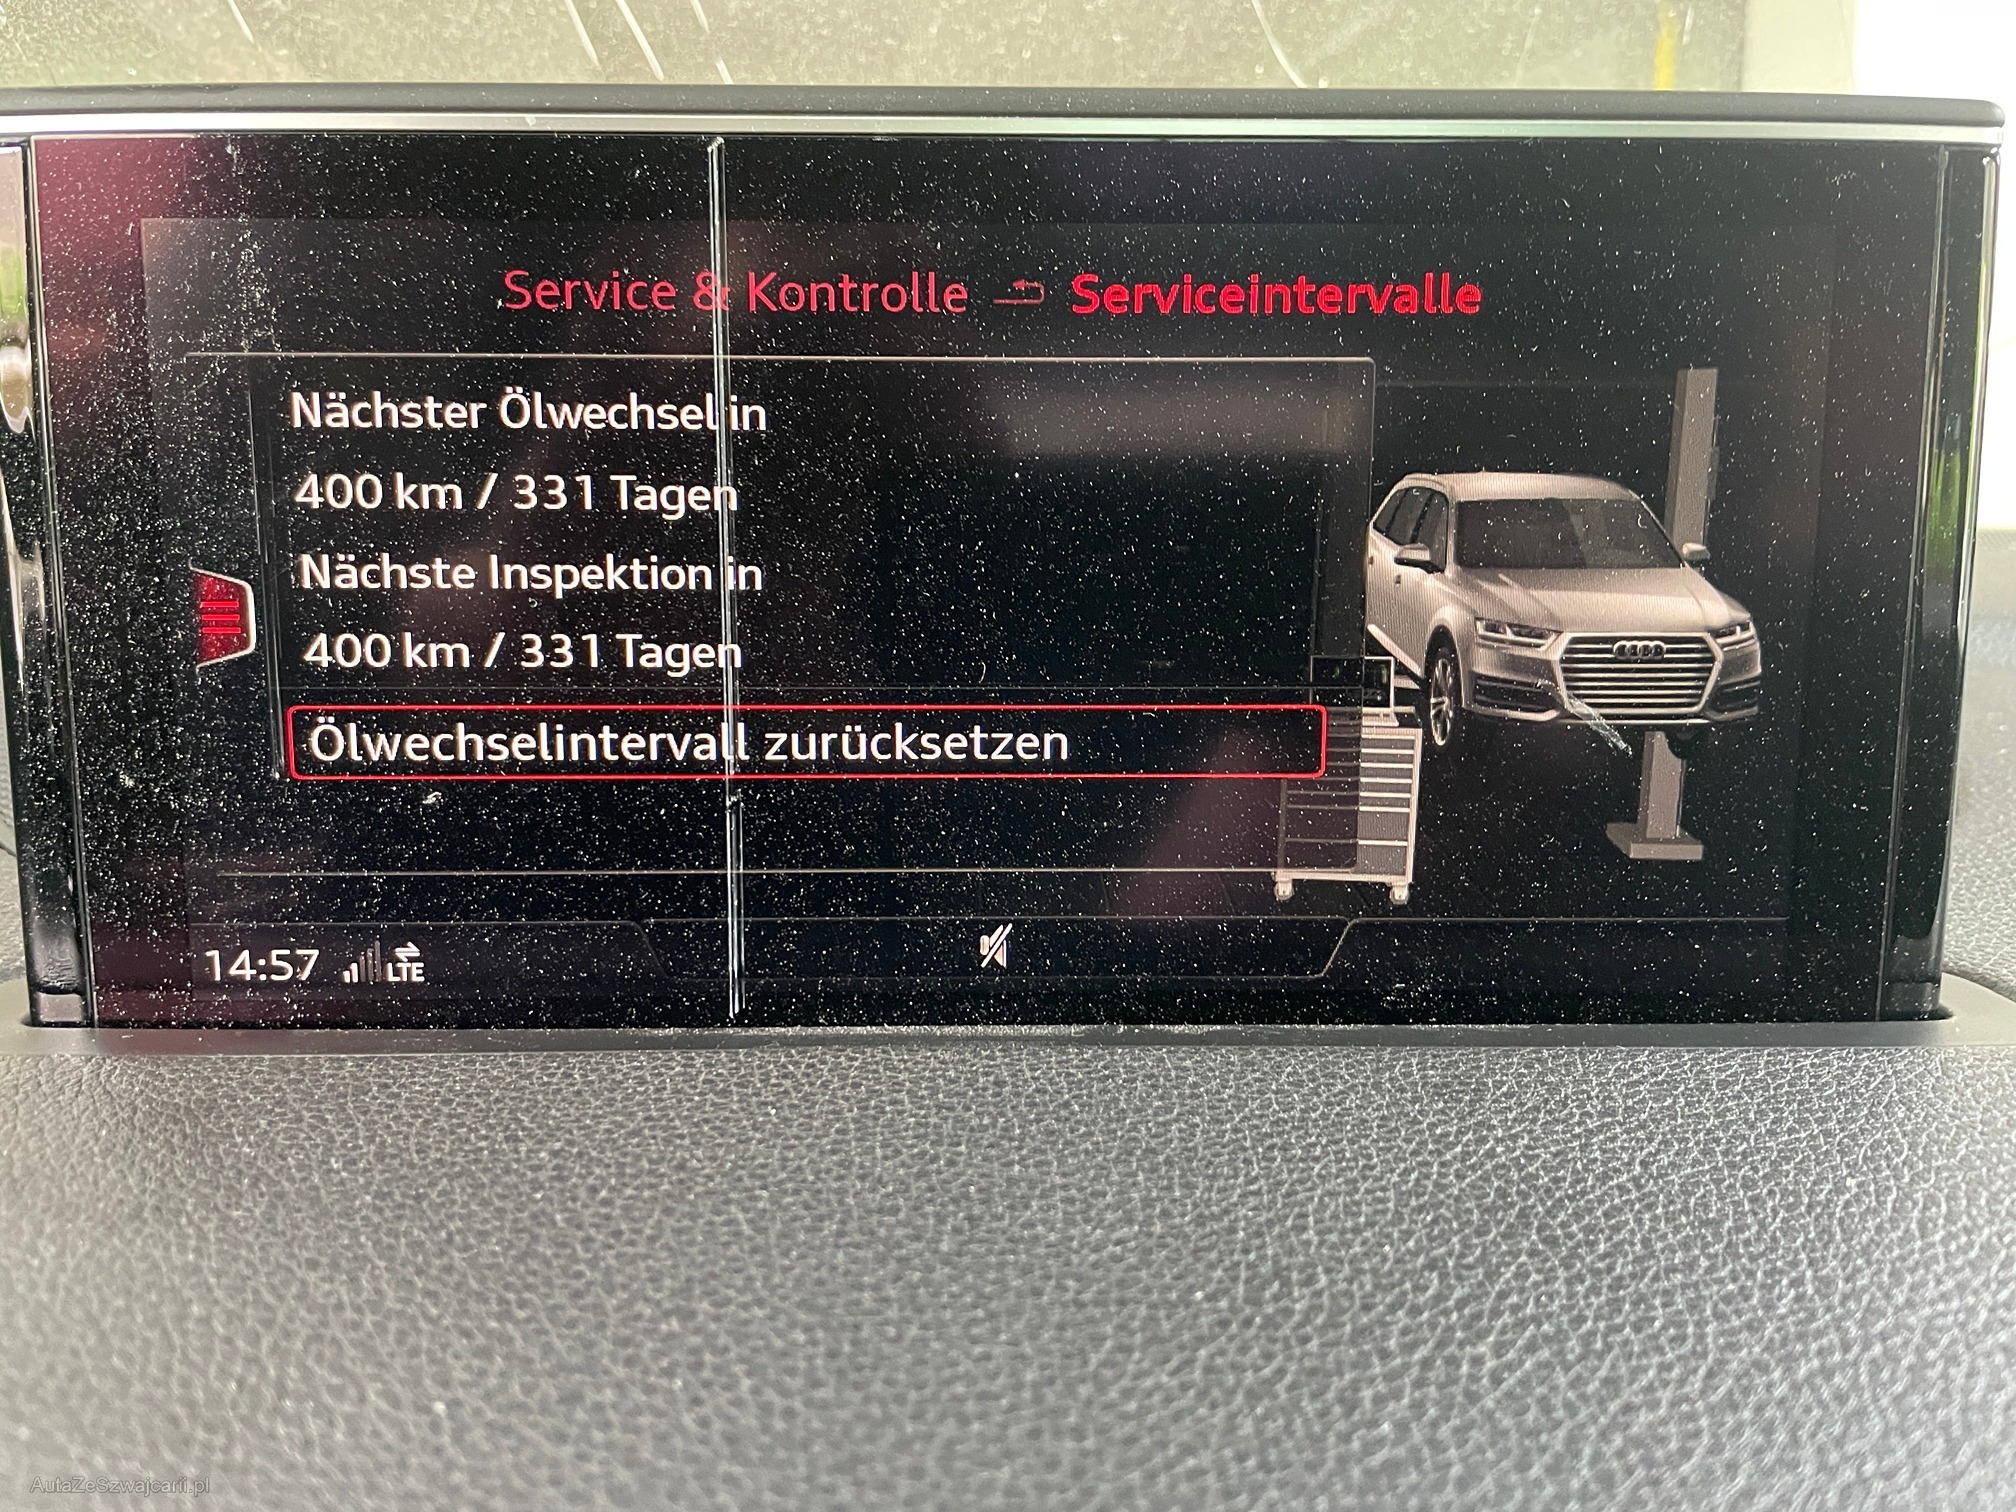 Service & Kontrolle Serviceintervalle
Nächster Ölwechsel in
400 km / 331 Tagen
Nächste Inspektion in
400 km / 331 Tagen
Ölwechselintervall zurücksetzen
14:57 LTE
AutaZeSzwajcarii.pl